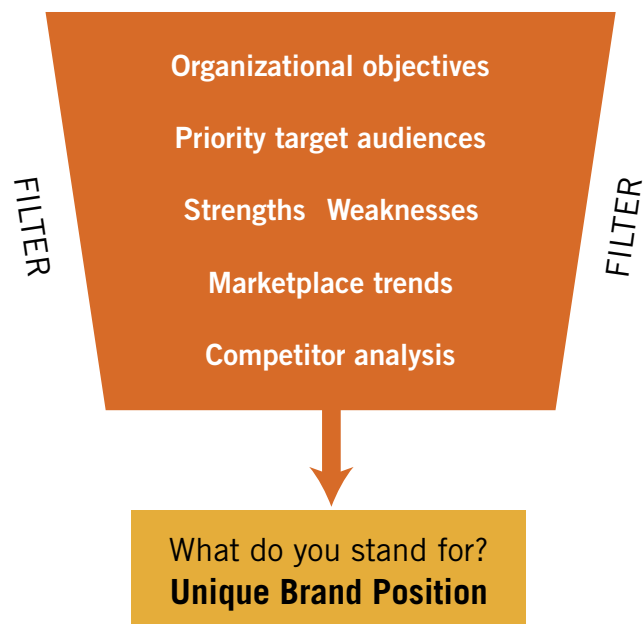 Organizational objectives
Priority target audiences
FILTER
Strengths Weaknesses
FILTER
Marketplace trends
Competitor analysis
What do you stand for?
Unique Brand Position